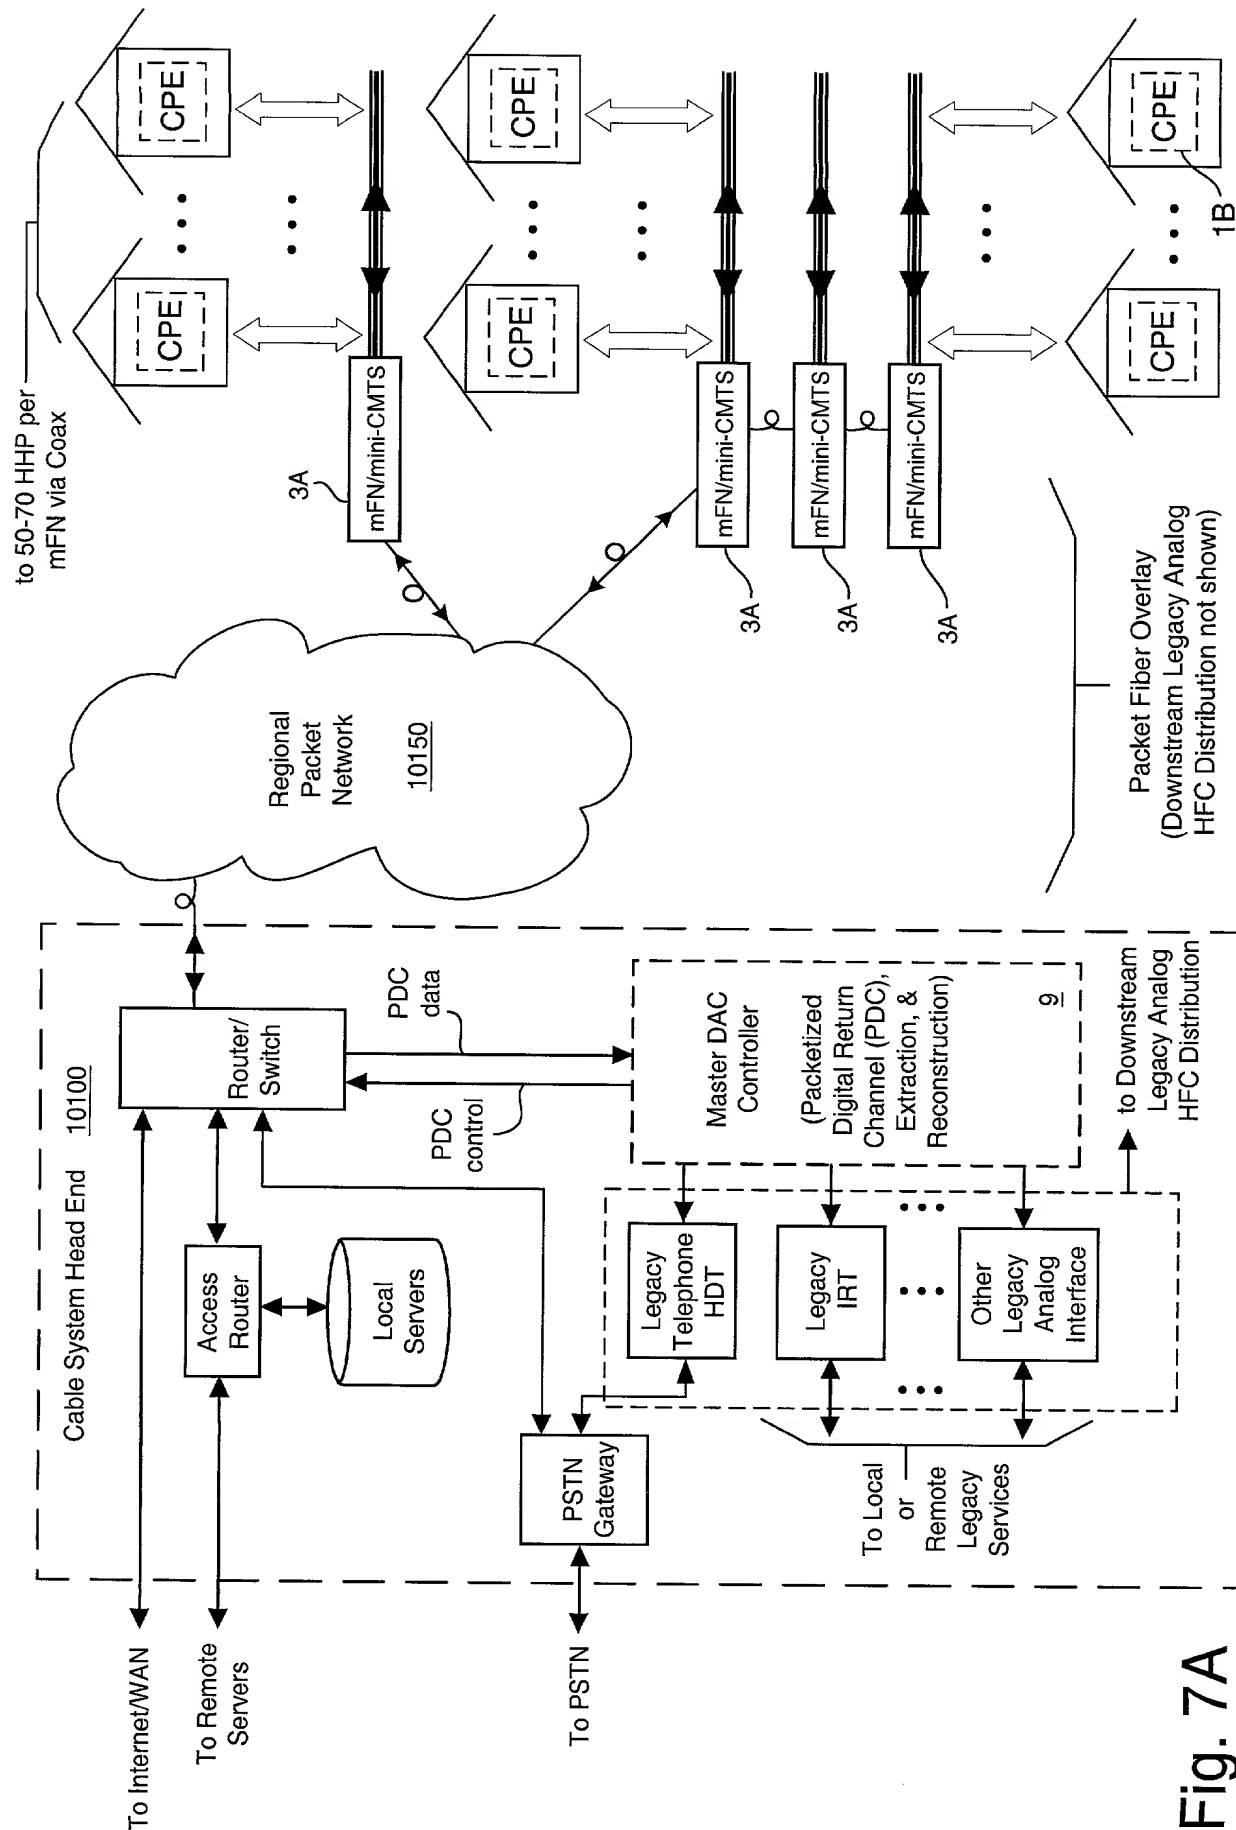 Cable System Head End
10100
To Internet/WAN
To Remote
Servers
To PSTN
Access
Router
Local
Servers
PSTN
Gateway
Router/
Switch
PDC
control
PDC
data
Legacy
Telephone
HDT
Legacy
IRT
Other
Legacy
Analog
Interface
To Local
or
Remote
Legacy
Services
Master DAC
Controller
(Packetized
Digital Return
Channel (PDC),
Extraction, &
Reconstruction)
9
to Downstream
Legacy Analog
HFC Distribution
Regional
Packet
Network
10150
to 50-70 HHP per
mFN via Coax
3A
mFN/mini-CMTS
CPE
CPE
mFN/mini-CMTS
3A
CPE
CPE
mFN/mini-CMTS
3A
mFN/mini-CMTS
3A
CPE
CPE
1B
Packet Fiber Overlay
(Downstream Legacy Analog
HFC Distribution not shown)
Fig. 7A